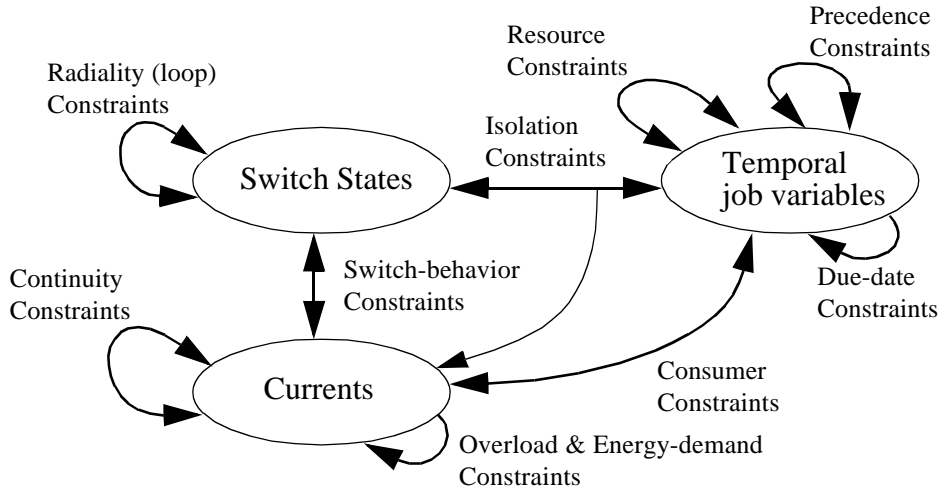 Precedence
Constraints
Resource
Constraints
Radiality (loop)
Constraints
Isolation
Constraints
Switch States
Temporal
job variables
Continuity
Constraints
Switch-behavior
Constraints
Due-date
Constraints
Currents
Consumer
Constraints
Overload & Energy-demand
Constraints